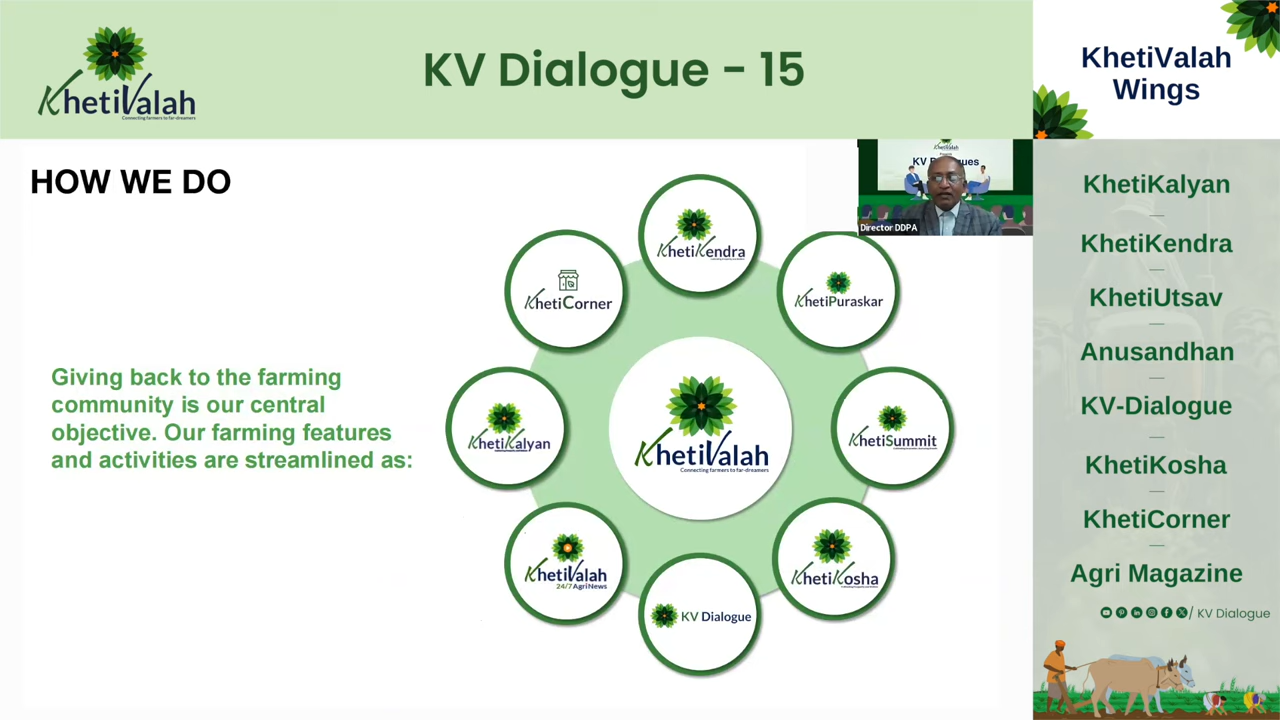 KhetiValah
Connecting farmers to far-dreamers
KV Dialogue - 15
KhetiValah
Wings
HOW WE DO
KhetiValah
KV Dialogues
Director DDPA
Giving back to the farming
community is our central
objective. Our farming features
and activities are streamlined as:
KhetiKendra
KhetiPuraskar
KhetiSummit
KhetiKosha
KV Dialogue
KhetiValah
24/7 AgriNews
KhetiKalyan
KhetiCorner
KhetiValah
Connecting farmers to far-dreamers
KhetiKalyan
KhetiKendra
KhetiUtsav
Anusandhan
KV-Dialogue
KhetiKosha
KhetiCorner
Agri Magazine
/ KV Dialogue